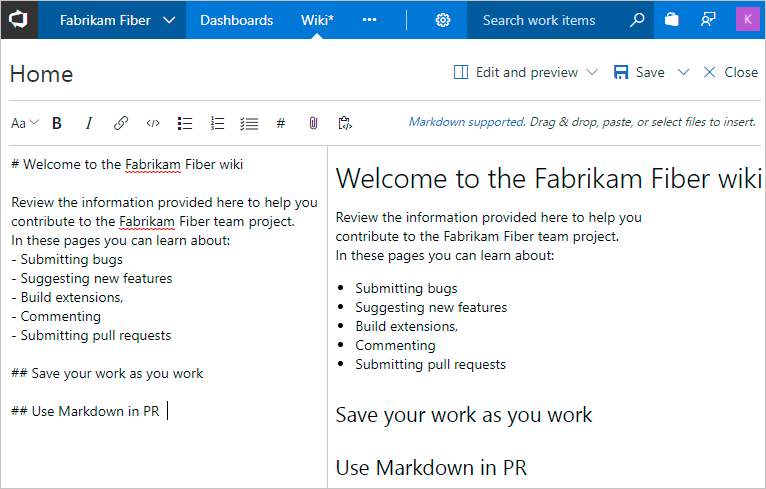 Fabrikam Fiber Dashboards Wiki* ••• Search work items K
Home Edit and preview Save Close
Aa B I </> # Markdown supported. Drag & drop, paste, or select files to insert.
# Welcome to the Fabrikam Fiber wiki
Review the information provided here to help you
contribute to the Fabrikam Fiber team project.
In these pages you can learn about:
- Submitting bugs
- Suggesting new features
- Build extensions,
- Commenting
- Submitting pull requests
## Save your work as you work
## Use Markdown in PR
Welcome to the Fabrikam Fiber wiki
Review the information provided here to help you
contribute to the Fabrikam Fiber team project.
In these pages you can learn about:
• Submitting bugs
• Suggesting new features
• Build extensions,
• Commenting
• Submitting pull requests
Save your work as you work
Use Markdown in PR